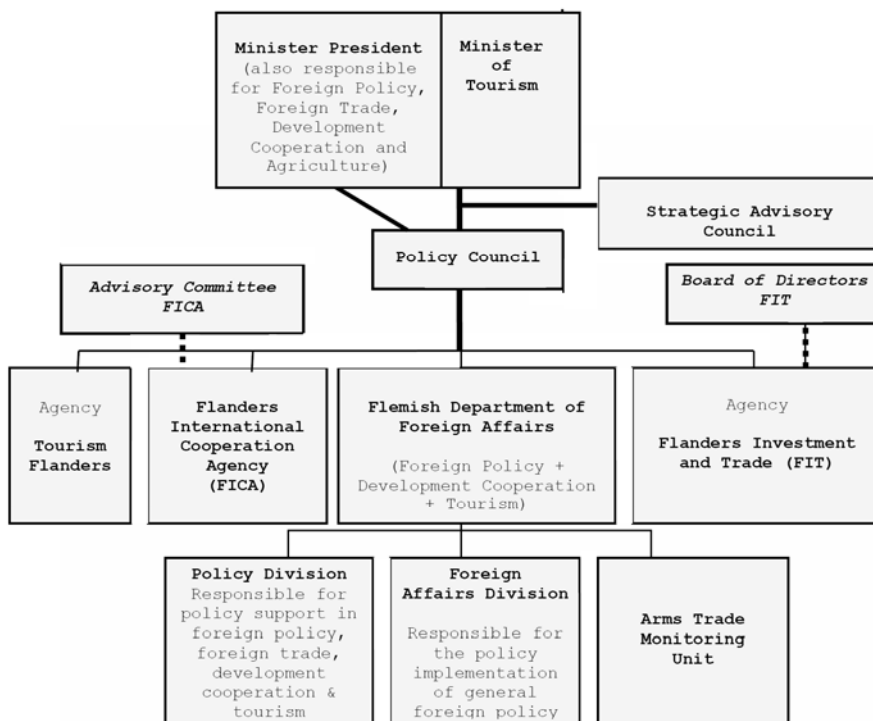 Minister President
(also responsible
for Foreign Policy,
Foreign Trade,
Development
Cooperation and
Agriculture)
Minister
of
Tourism
Strategic Advisory
Council
Policy Council
Advisory Committee
FICA
Board of Directors
FIT
Agency
Tourism
Flanders
Flanders
International
Cooperation
Agency
(FICA)
Flemish Department of
Foreign Affairs
(Foreign Policy +
Development Cooperation
+ Tourism)
Agency
Flanders Investment
and Trade (FIT)
Policy Division
Responsible for
policy support in
foreign policy,
foreign trade,
development
cooperation &
tourism
Foreign
Affairs Division
Responsible for
the policy
implementation
of general
foreign policy
Arms Trade
Monitoring
Unit